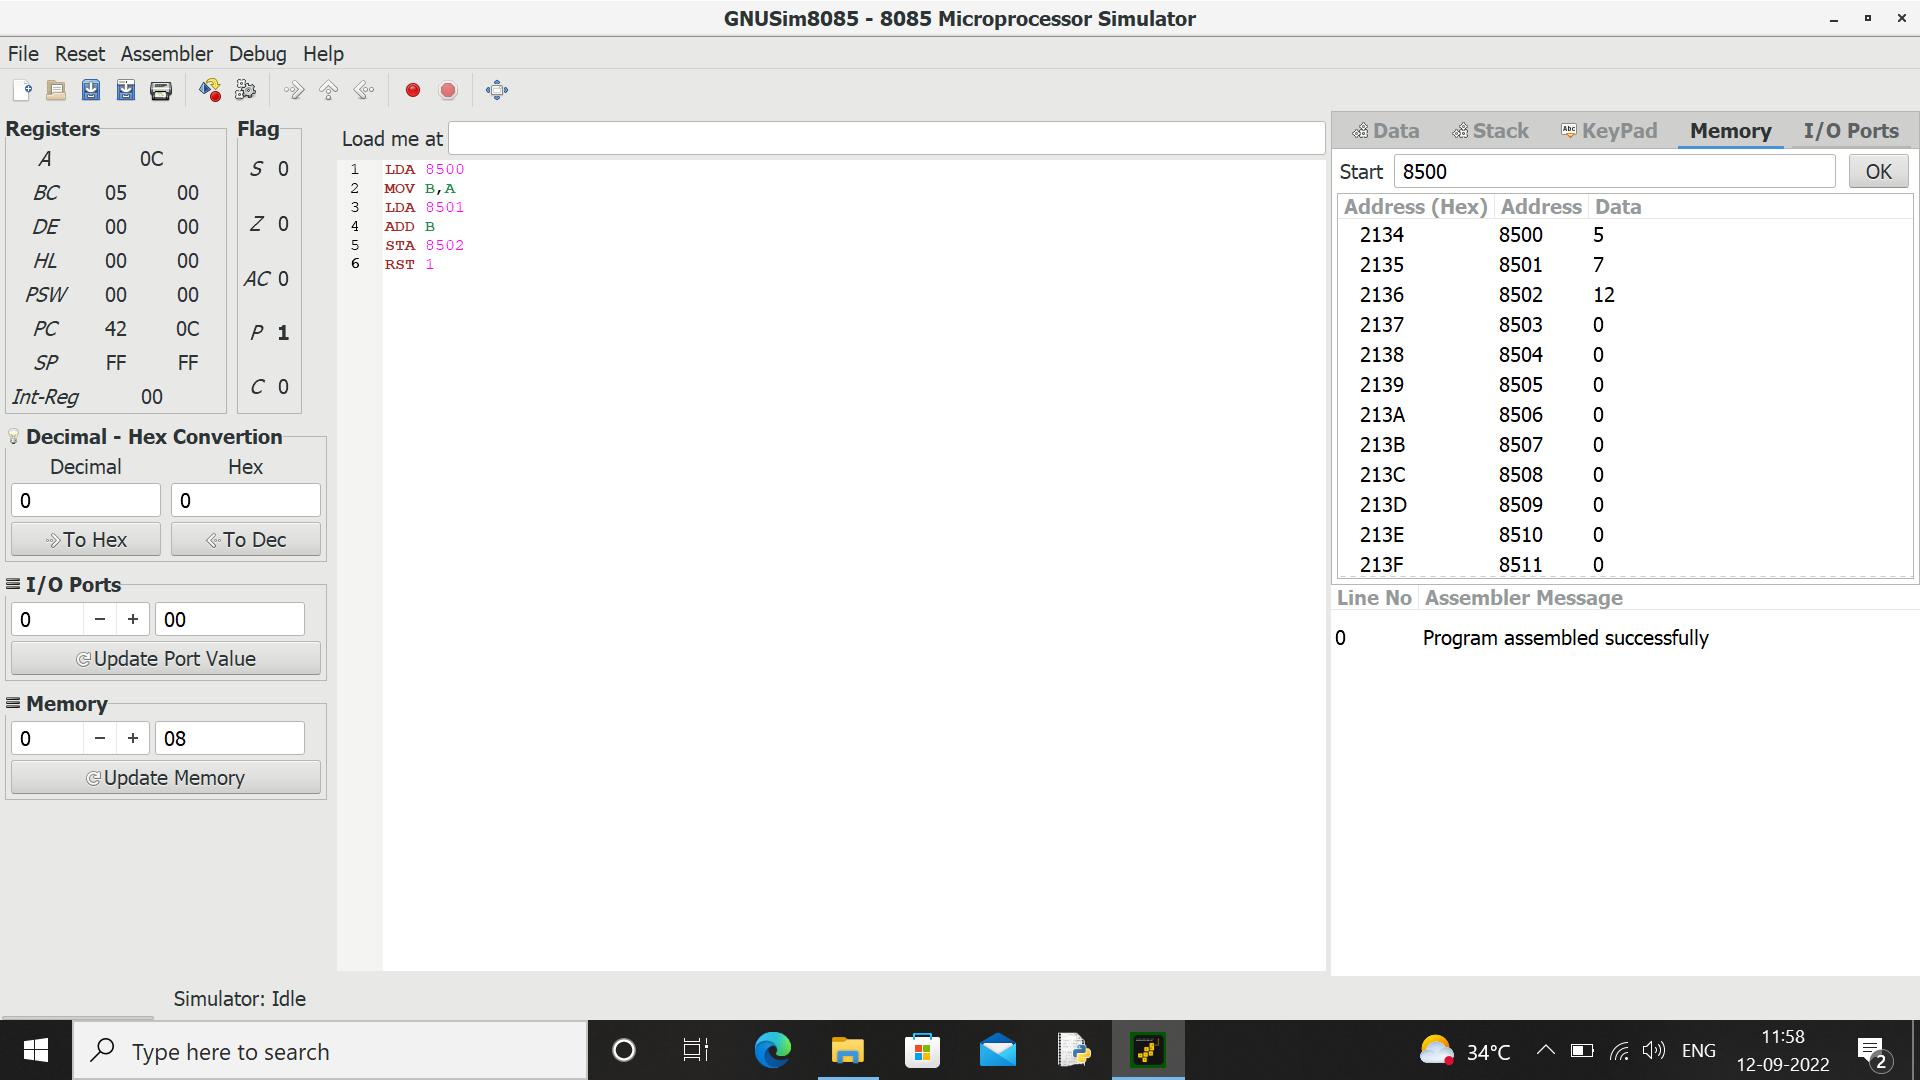 GNUSim8085 - 8085 Microprocessor Simulator
File Reset Assembler Debug Help
Registers
A 0C
BC 05 00
DE 00 00
HL 00 00
PSW 00 00
PC 42 0C
SP FF FF
Int-Reg 00
Flag
S 0
Z 0
AC 0
P 1
C 0
Decimal - Hex Convertion
Decimal Hex
0 0
To Hex To Dec
I/O Ports
0 − + 00
Update Port Value
Memory
0 − + 08
Update Memory
Load me at
1 LDA 8500
2 MOV B,A
3 LDA 8501
4 ADD B
5 STA 8502
6 RST 1
Data Stack Abc KeyPad Memory I/O Ports
Start 8500 OK
Address (Hex) Address Data
2134 8500 5
2135 8501 7
2136 8502 12
2137 8503 0
2138 8504 0
2139 8505 0
213A 8506 0
213B 8507 0
213C 8508 0
213D 8509 0
213E 8510 0
213F 8511 0
Line No Assembler Message
0 Program assembled successfully
Simulator: Idle
Type here to search
34°C ENG 11:58
12-09-2022
2